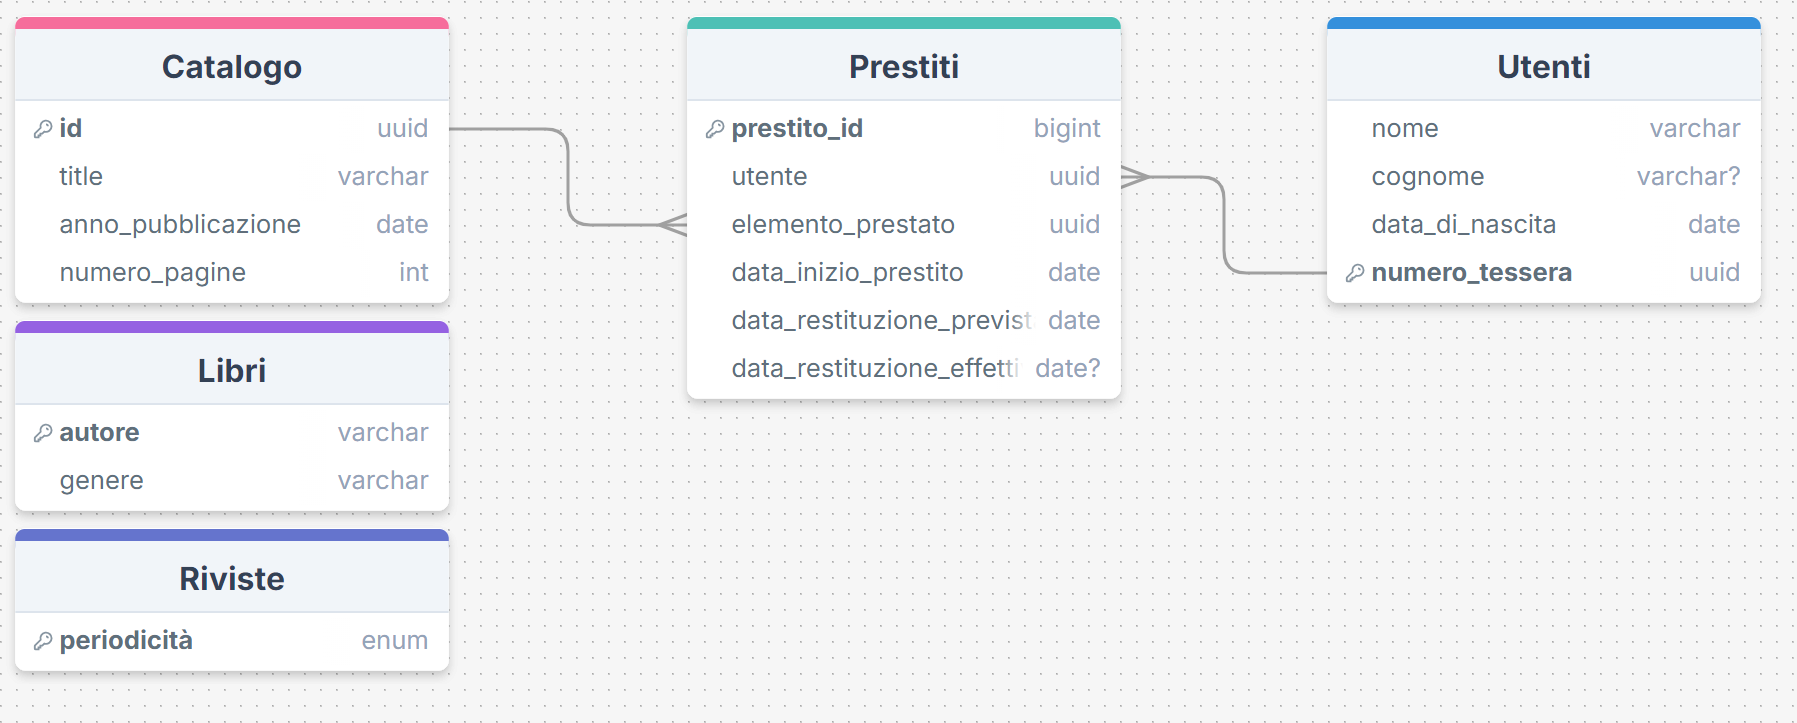 Catalogo
id uuid
title varchar
anno_pubblicazione date
numero_pagine int
Libri
autore varchar
genere varchar
Riviste
periodicità enum
Prestiti
prestito_id bigint
utente uuid
elemento_prestato uuid
data_inizio_prestito date
data_restituzione_previst date
data_restituzione_effetti date?
Utenti
nome varchar
cognome varchar?
data_di_nascita date
numero_tessera uuid